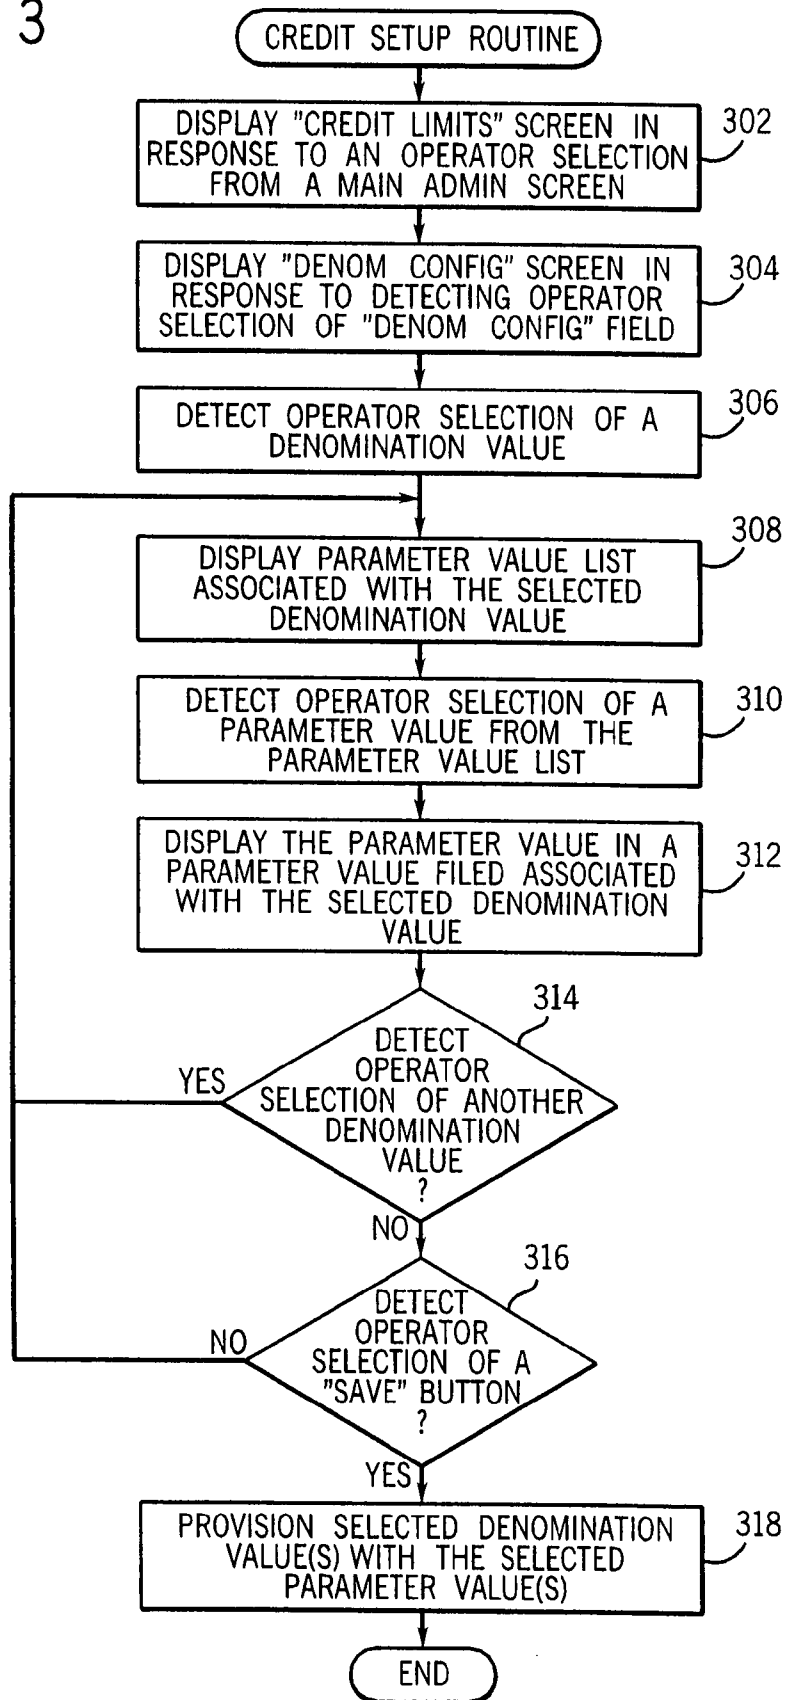 3
CREDIT SETUP ROUTINE
DISPLAY "CREDIT LIMITS" SCREEN IN
RESPONSE TO AN OPERATOR SELECTION
FROM A MAIN ADMIN SCREEN
302
DISPLAY "DENOM CONFIG" SCREEN IN
RESPONSE TO DETECTING OPERATOR
SELECTION OF "DENOM CONFIG" FIELD
304
DETECT OPERATOR SELECTION OF A
DENOMINATION VALUE
306
DISPLAY PARAMETER VALUE LIST
ASSOCIATED WITH THE SELECTED
DENOMINATION VALUE
308
DETECT OPERATOR SELECTION OF A
PARAMETER VALUE FROM THE
PARAMETER VALUE LIST
310
DISPLAY THE PARAMETER VALUE IN A
PARAMETER VALUE FILED ASSOCIATED
WITH THE SELECTED DENOMINATION
VALUE
312
314
DETECT
OPERATOR
SELECTION OF ANOTHER
DENOMINATION
VALUE
?
YES
NO
316
DETECT
OPERATOR
SELECTION OF A
"SAVE" BUTTON
?
NO
YES
PROVISION SELECTED DENOMINATION
VALUE(S) WITH THE SELECTED
PARAMETER VALUE(S)
318
END